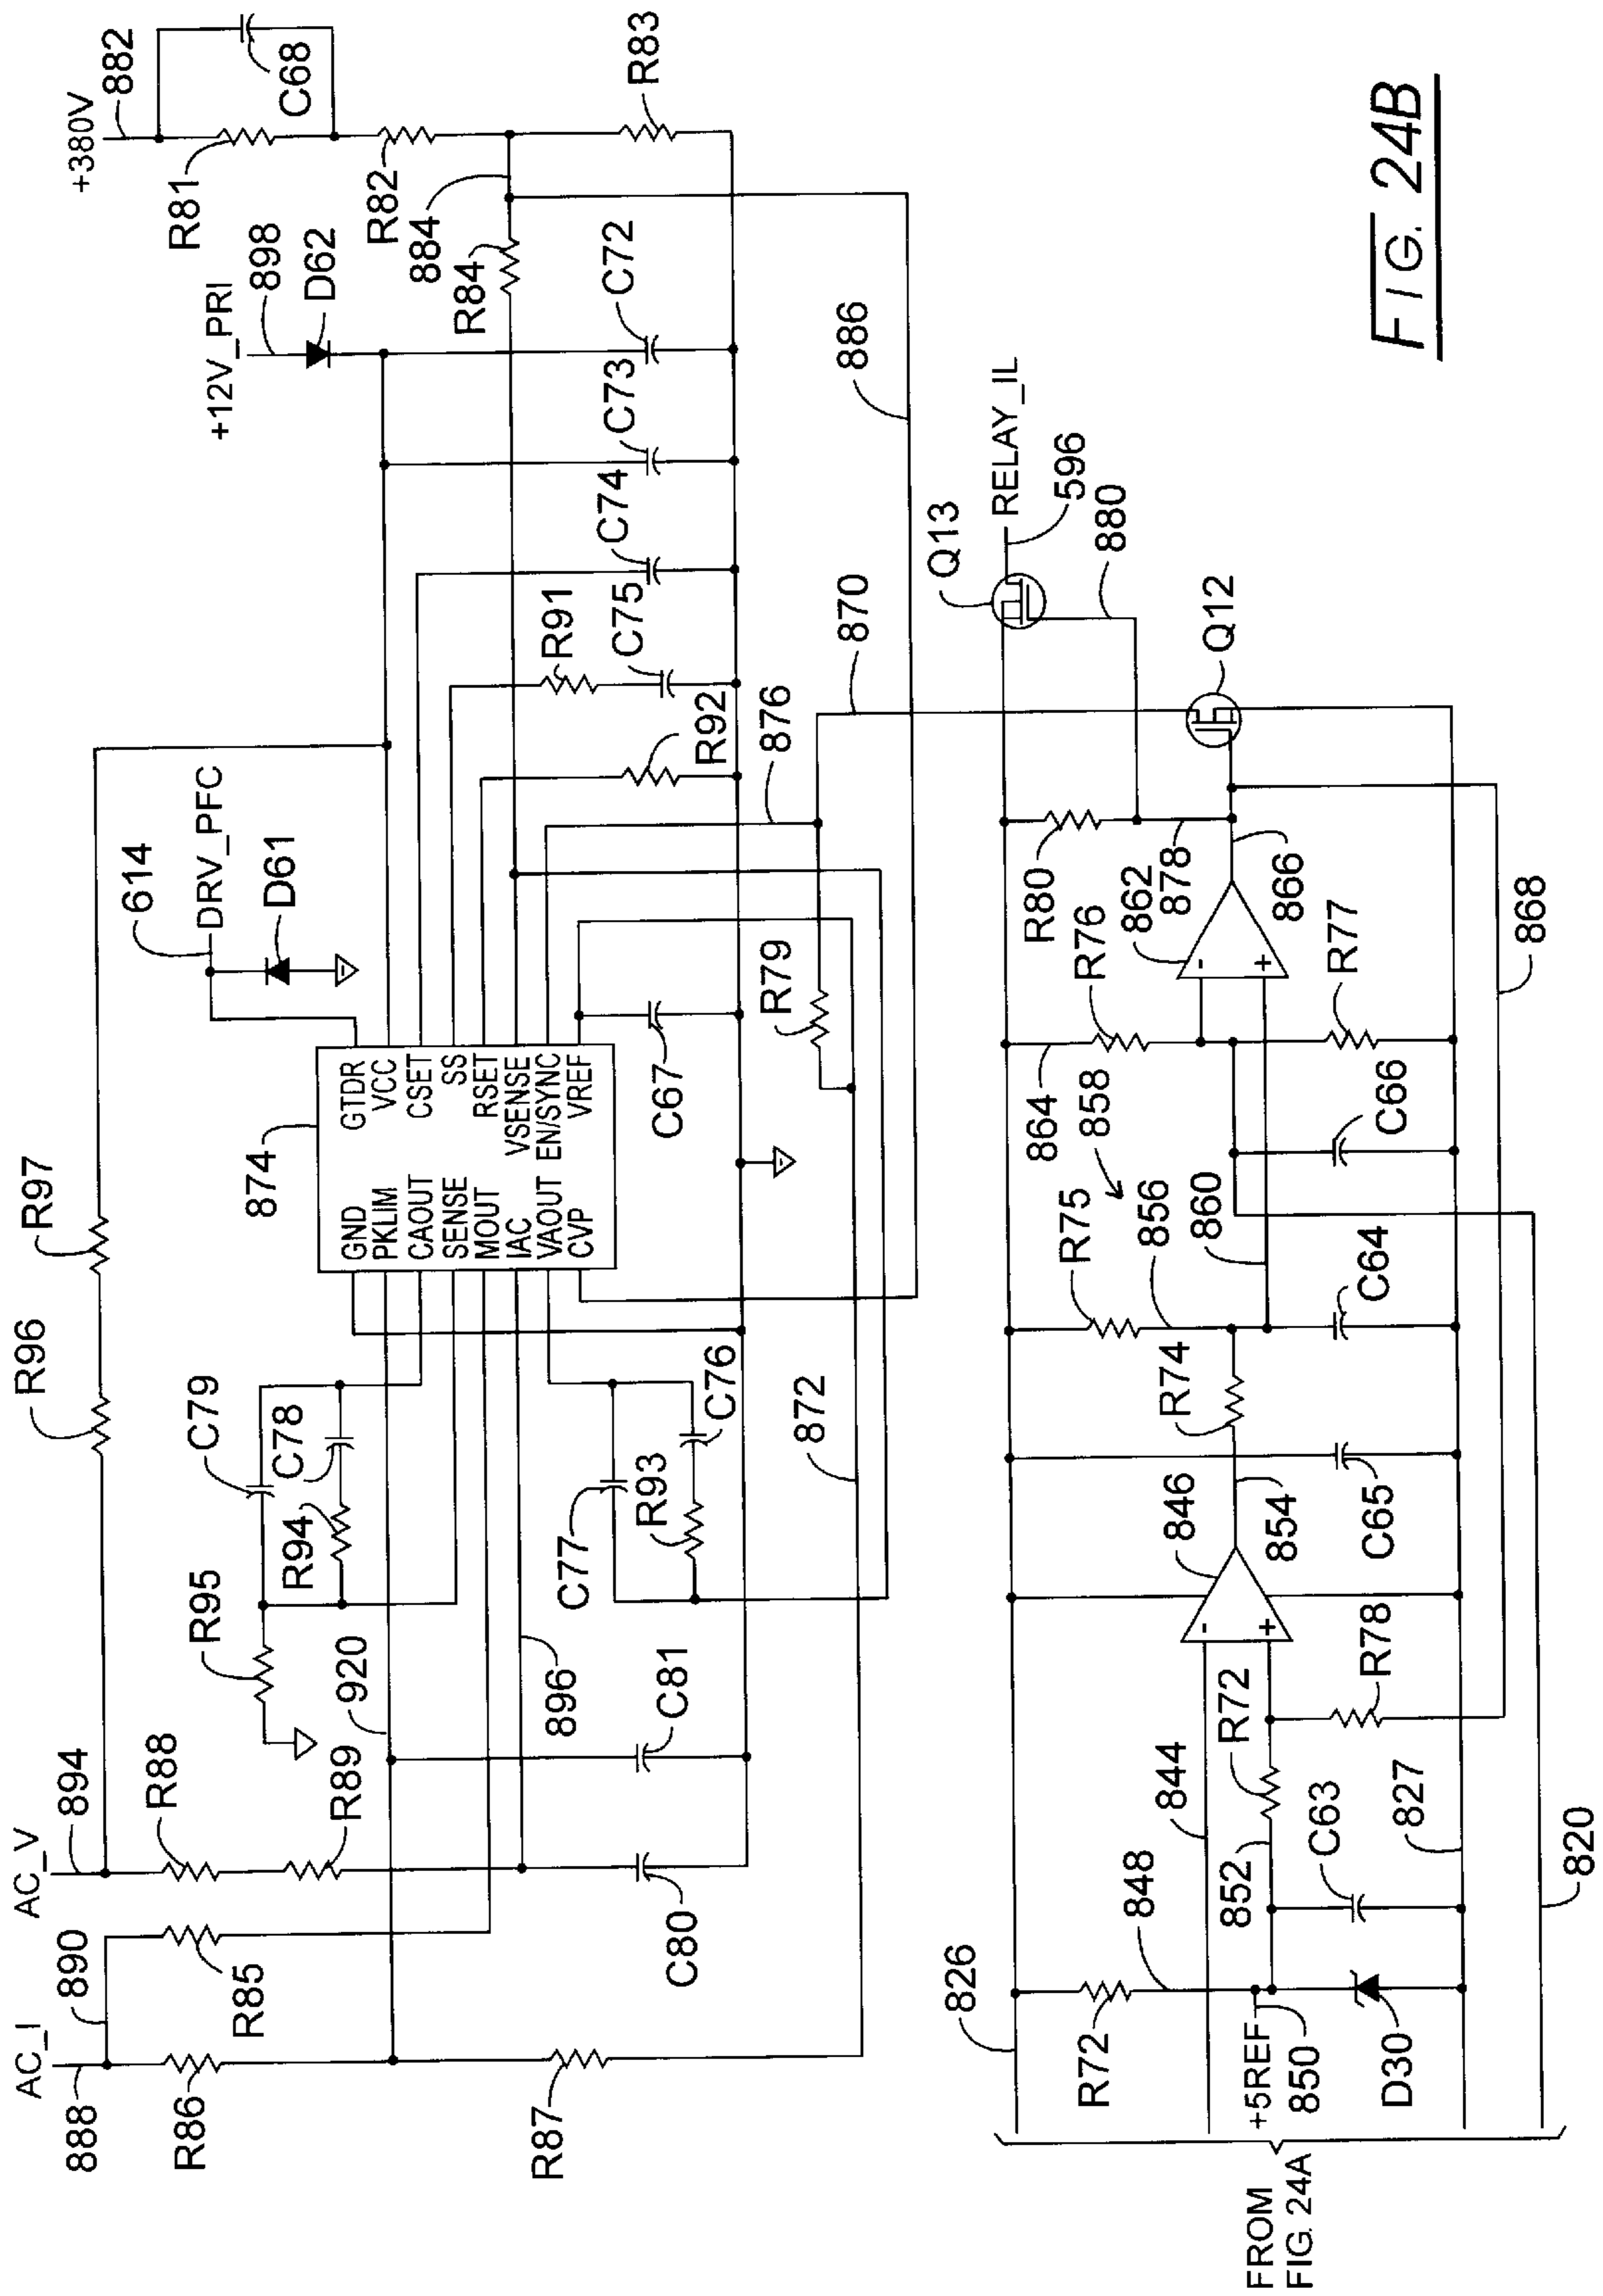 AC_I
AC_V
888
890
894
R86
R85
R88
R89
R87
R96
R97
R95
C79
C78
R94
920
896
C81
C80
C77
R93
C76
872
874
GND
PKLIM
CAOUT
SENSE
MOUT
IAC
VAOUT
CVP
GTDR
VCC
CSET
SS
RSET
VSENSE
EN/SYNC
VREF
614
DRV_PFC
D61
C67
R79
R92
876
R91
C75
C74
C73
C72
+12V_PRI
898
D62
+380V
882
R81
C68
R82
884
R84
R83
886
870
Q13
RELAY_IL
596
880
Q12
826
R72
848
+5REF
850
D30
852
C63
844
R72
R78
827
820
846
-
+
854
R74
C65
R75
856
858
860
C64
864
R76
C66
862
-
+
R77
R80
878
866
868
FROM
FIG. 24A
FIG. 24B